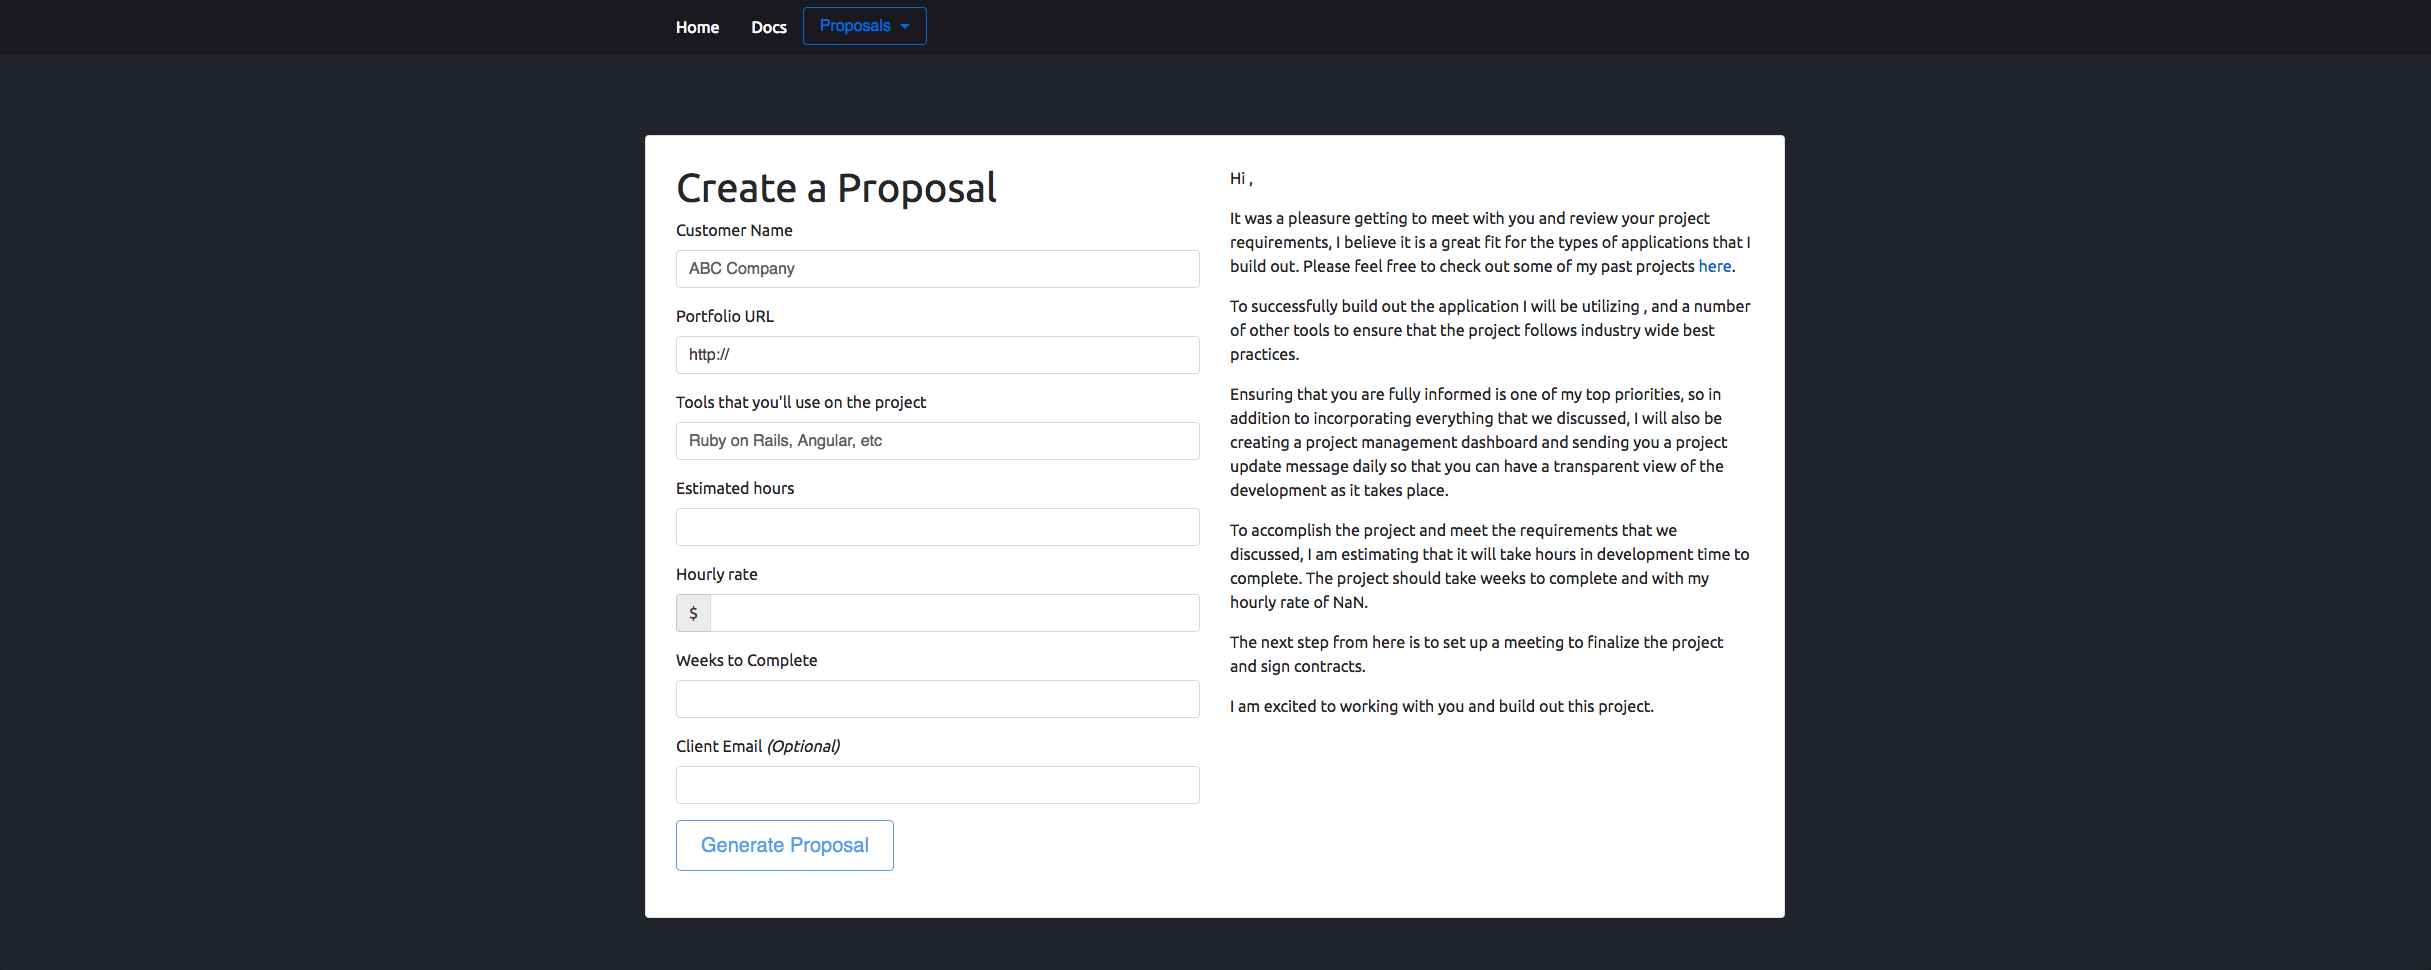 Home Docs Proposals
Create a Proposal
Customer Name
ABC Company
Portfolio URL
http://
Tools that you'll use on the project
Ruby on Rails, Angular, etc
Estimated hours
Hourly rate
$
Weeks to Complete
Client Email (Optional)
Generate Proposal
Hi ,
It was a pleasure getting to meet with you and review your project
requirements, I believe it is a great fit for the types of applications that I
build out. Please feel free to check out some of my past projects here.
To successfully build out the application I will be utilizing , and a number
of other tools to ensure that the project follows industry wide best
practices.
Ensuring that you are fully informed is one of my top priorities, so in
addition to incorporating everything that we discussed, I will also be
creating a project management dashboard and sending you a project
update message daily so that you can have a transparent view of the
development as it takes place.
To accomplish the project and meet the requirements that we
discussed, I am estimating that it will take hours in development time to
complete. The project should take weeks to complete and with my
hourly rate of NaN.
The next step from here is to set up a meeting to finalize the project
and sign contracts.
I am excited to working with you and build out this project.